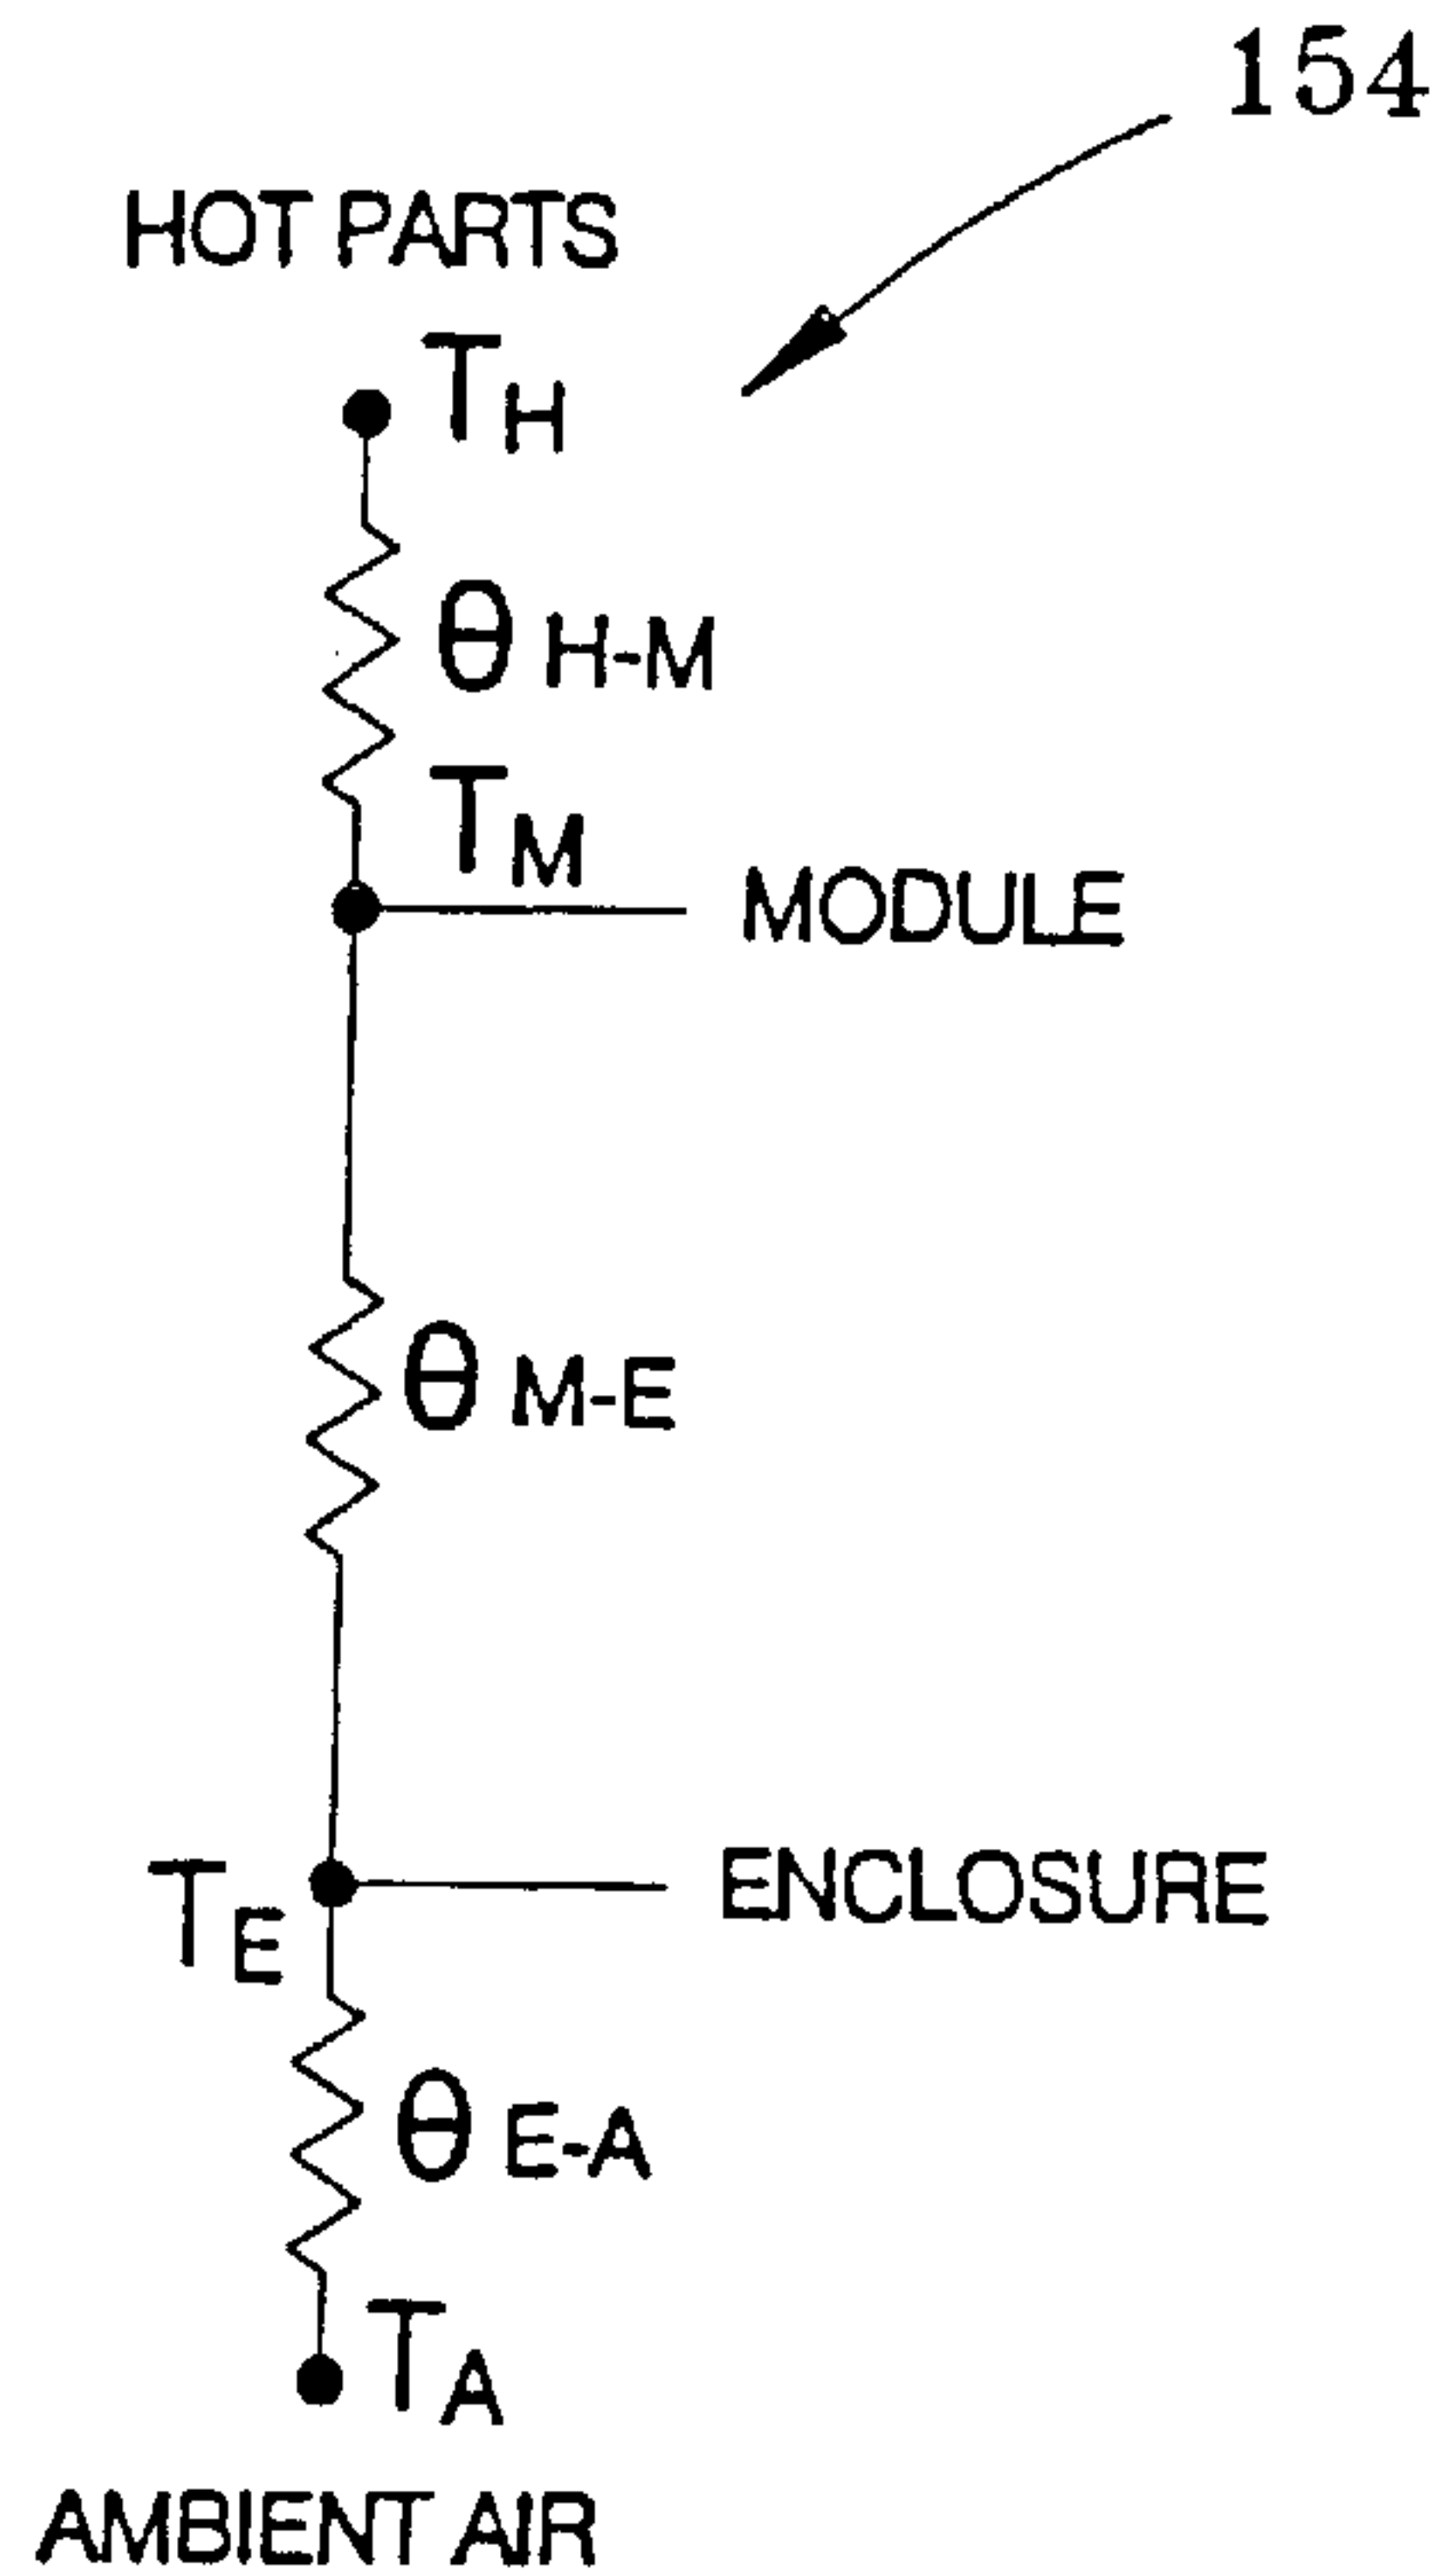 154
HOT PARTS
TH
θ H-M
TM
MODULE
θ M-E
TE
ENCLOSURE
θ E-A
TA
AMBIENT AIR